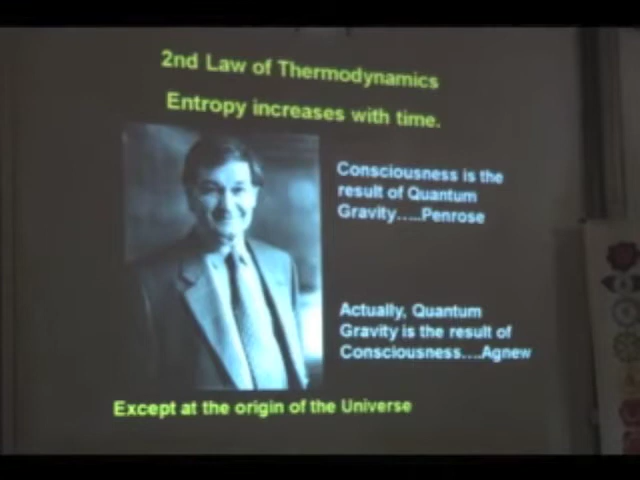 2nd Law of Thermodynamics
Entropy increases with time.
Consciousness is the
result of Quantum
Gravity.....Penrose
Actually, Quantum
Gravity is the result of
Consciousness....Agnew
Except at the origin of the Universe